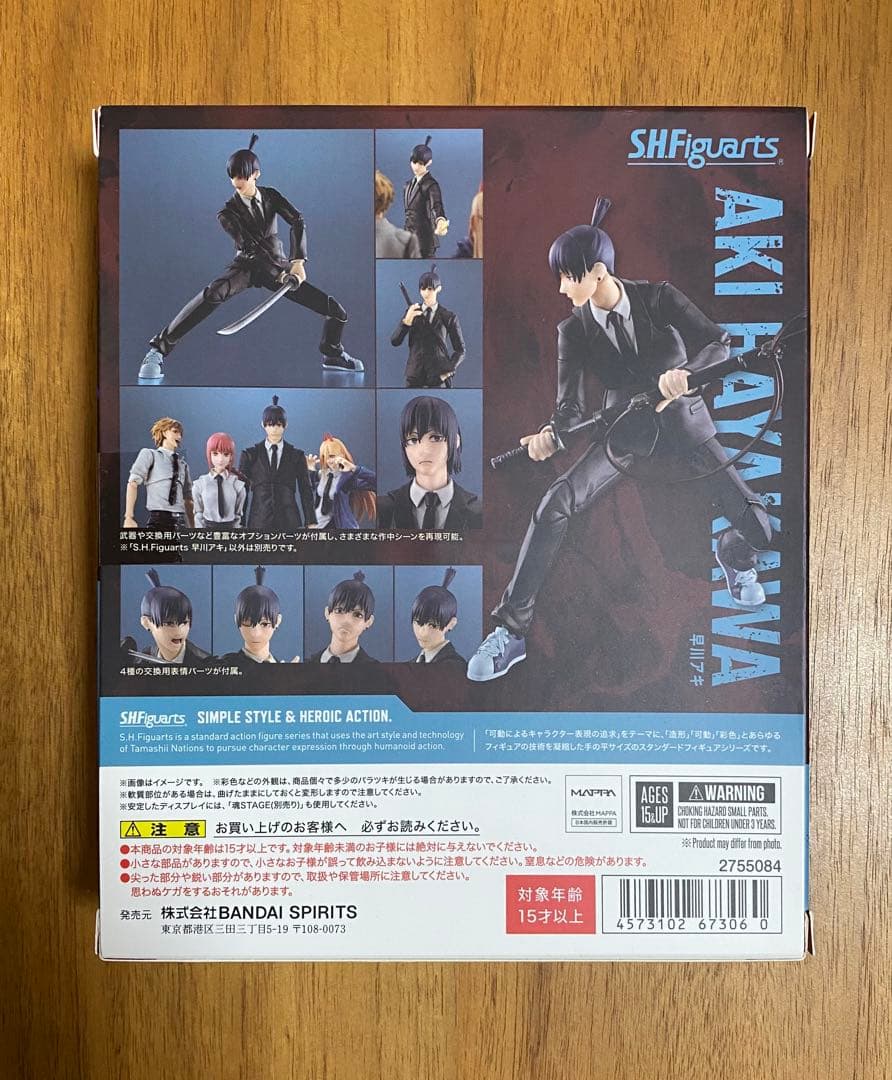 S.H.Figuarts
AKI HAYAKAWA
早川アキ
武器や交換用パーツなど豊富なオプションパーツが付属し、さまざまな作中シーンを再現可能。
※「S.H.Figuarts 早川アキ」以外は別売りです。
4種の交換用表情パーツが付属。
S.H.Figuarts SIMPLE STYLE & HEROIC ACTION.
S.H.Figuarts is a standard action figure series that uses the art style and technology
of Tamashii Nations to pursue character expression through humanoid action.
「可動によるキャラクター表現の追求」をテーマに、「造形」「可動」「彩色」とあらゆる
フィギュアの技術を凝縮した手の平サイズのスタンダードフィギュアシリーズです。
※画像はイメージです。 ※彩色などの外観は、商品個々で多少のバラツキが生じる場合がありますので、ご了承ください。
※軟質部位がある場合は、曲げたままにしておくと変形しますので注意してください。
※安定したディスプレイには、「魂STAGE(別売り)」も使用してください。
MAPPA
株式会社MAPPA
日本国内販売許諾
AGES
15&UP
WARNING
CHOKING HAZARD SMALL PARTS.
NOT FOR CHILDREN UNDER 3 YEARS.
※Product may differ from photo.
注意 お買い上げのお客様へ 必ずお読みください。
●本商品の対象年齢は15才以上です。対象年齢未満のお子様には絶対に与えないでください。
●小さな部品がありますので、小さなお子様が誤って飲み込まないように注意してください。窒息などの危険があります。
●尖った部分や鋭い部分がありますので、取扱や保管場所に注意してください。
思わぬケガをするおそれがあります。
2755084
発売元 株式会社BANDAI SPIRITS
東京都港区三田三丁目5-19 〒108-0073
対象年齢
15才以上
4573102 67306 0